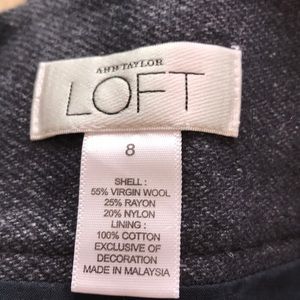 ANN TAYLOR
LOFT
8
SHELL :
55% VIRGIN WOOL
25% RAYON
20% NYLON
LINING :
100% COTTON
EXCLUSIVE OF
DECORATION
MADE IN MALAYSIA